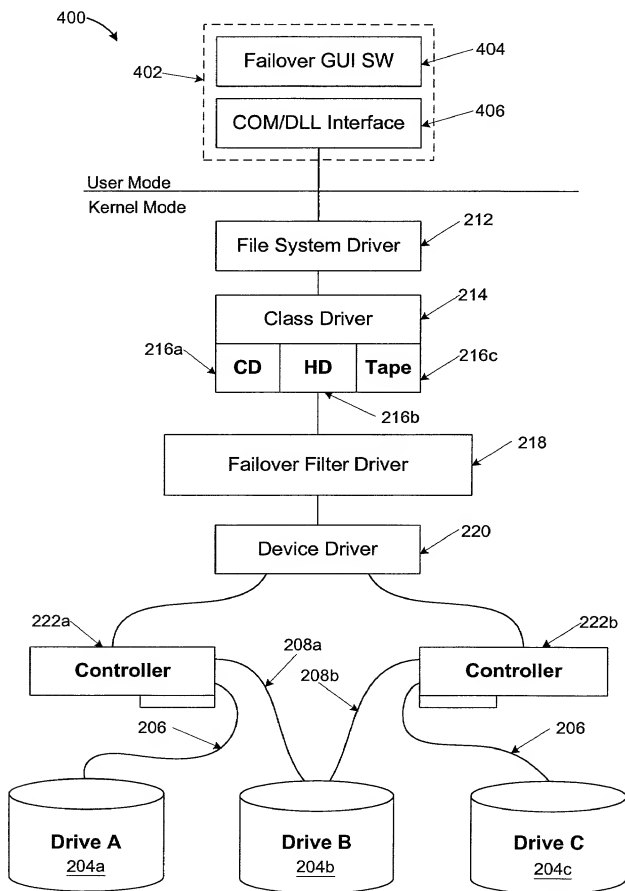 400
Failover GUI SW
404
402
COM/DLL Interface
406
User Mode
Kernel Mode
File System Driver
212
214
Class Driver
216a
CD
HD
Tape
216c
216b
218
Failover Filter Driver
220
Device Driver
222a
222b
Controller
208a
208b
Controller
206
206
Drive A
204a
Drive B
204b
Drive C
204c